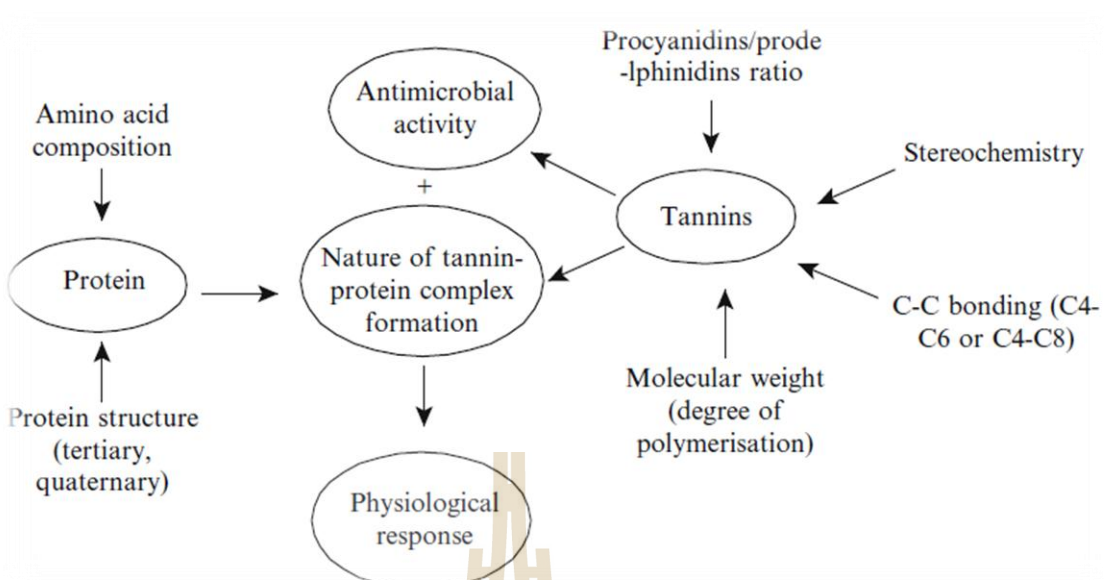 Procyanidins/prode
-lphinidins ratio
Antimicrobial
activity
Amino acid
composition
Stereochemistry
+
Tannins
Protein
Nature of tannin-
protein complex
formation
C-C bonding (C4-
C6 or C4-C8)
Molecular weight
(degree of
polymerisation)
Protein structure
(tertiary,
quaternary)
Physiological
response